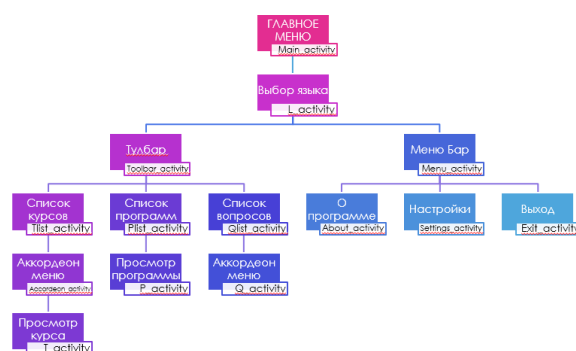 ГЛАВНОЕ
МЕНЮ
Main_activity
Выбор языка
L_activity
Тулбар
Toolbar_activity
Меню Бар
Menu_activity
Список
курсов
Tlist_activity
Список
программ
Plist_activity
Список
вопросов
Qlist_activity
О
программе
About_activity
Настройки
Settings_activity
Выход
Exit_activity
Аккордеон
меню
Accordeon_activity
Просмотр
программы
P_activity
Аккордеон
меню
Q_activity
Просмотр
курса
T_activity